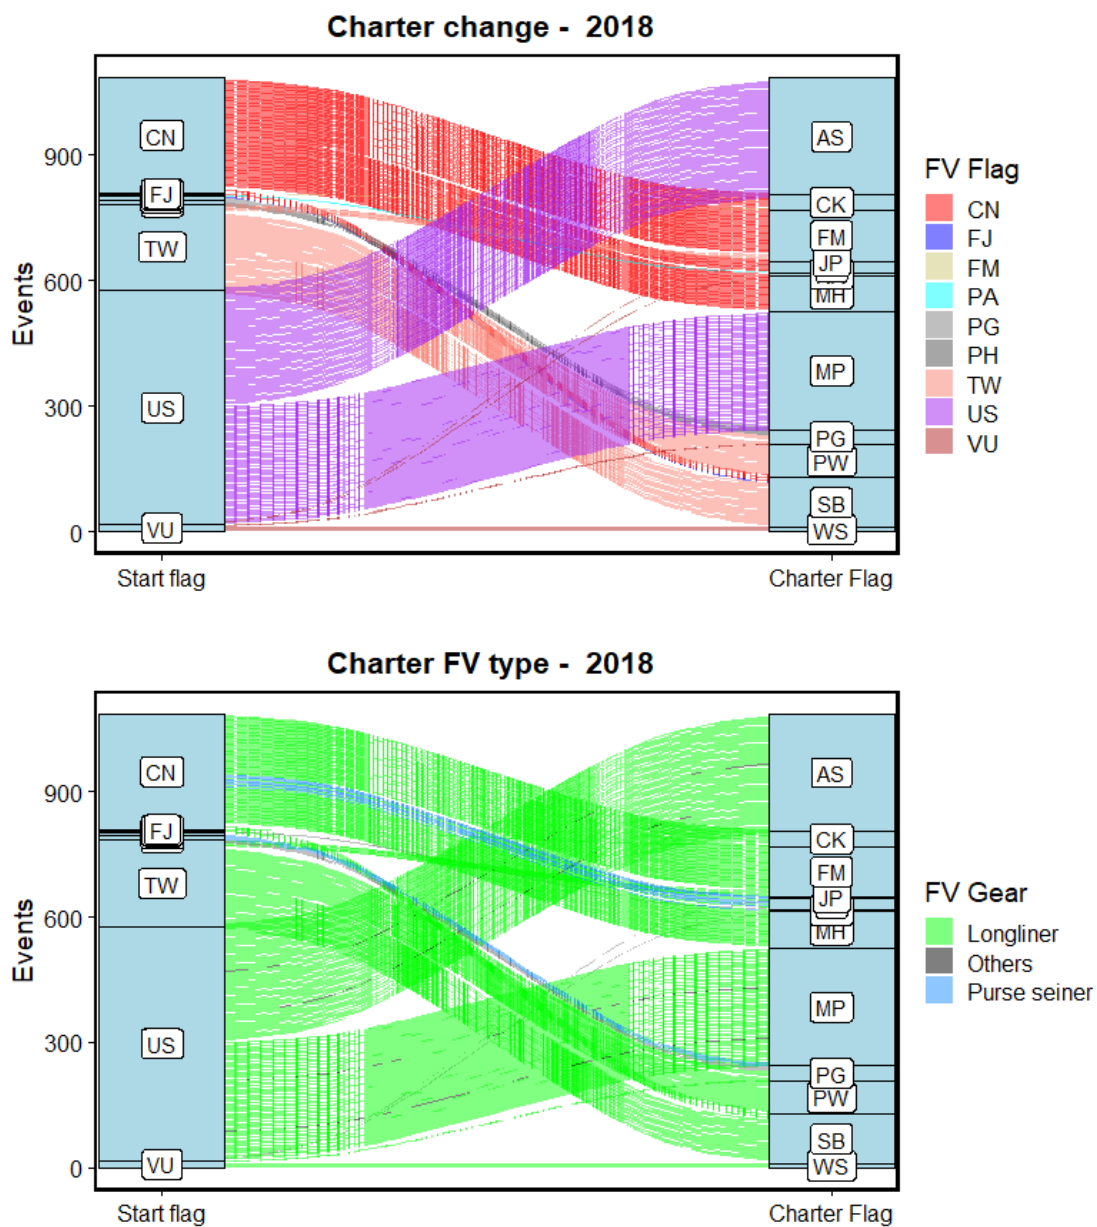 Charter change -  2018
Events
900
600
300
0
CN
FJ
TW
US
VU
AS
CK
FM
JP
MH
MP
PG
PW
SB
WS
Start flag
Charter Flag
FV Flag
CN
FJ
FM
PA
PG
PH
TW
US
VU
Charter FV type -  2018
Events
900
600
300
0
CN
FJ
TW
US
VU
AS
CK
FM
JP
MH
MP
PG
PW
SB
WS
Start flag
Charter Flag
FV Gear
Longliner
Others
Purse seiner